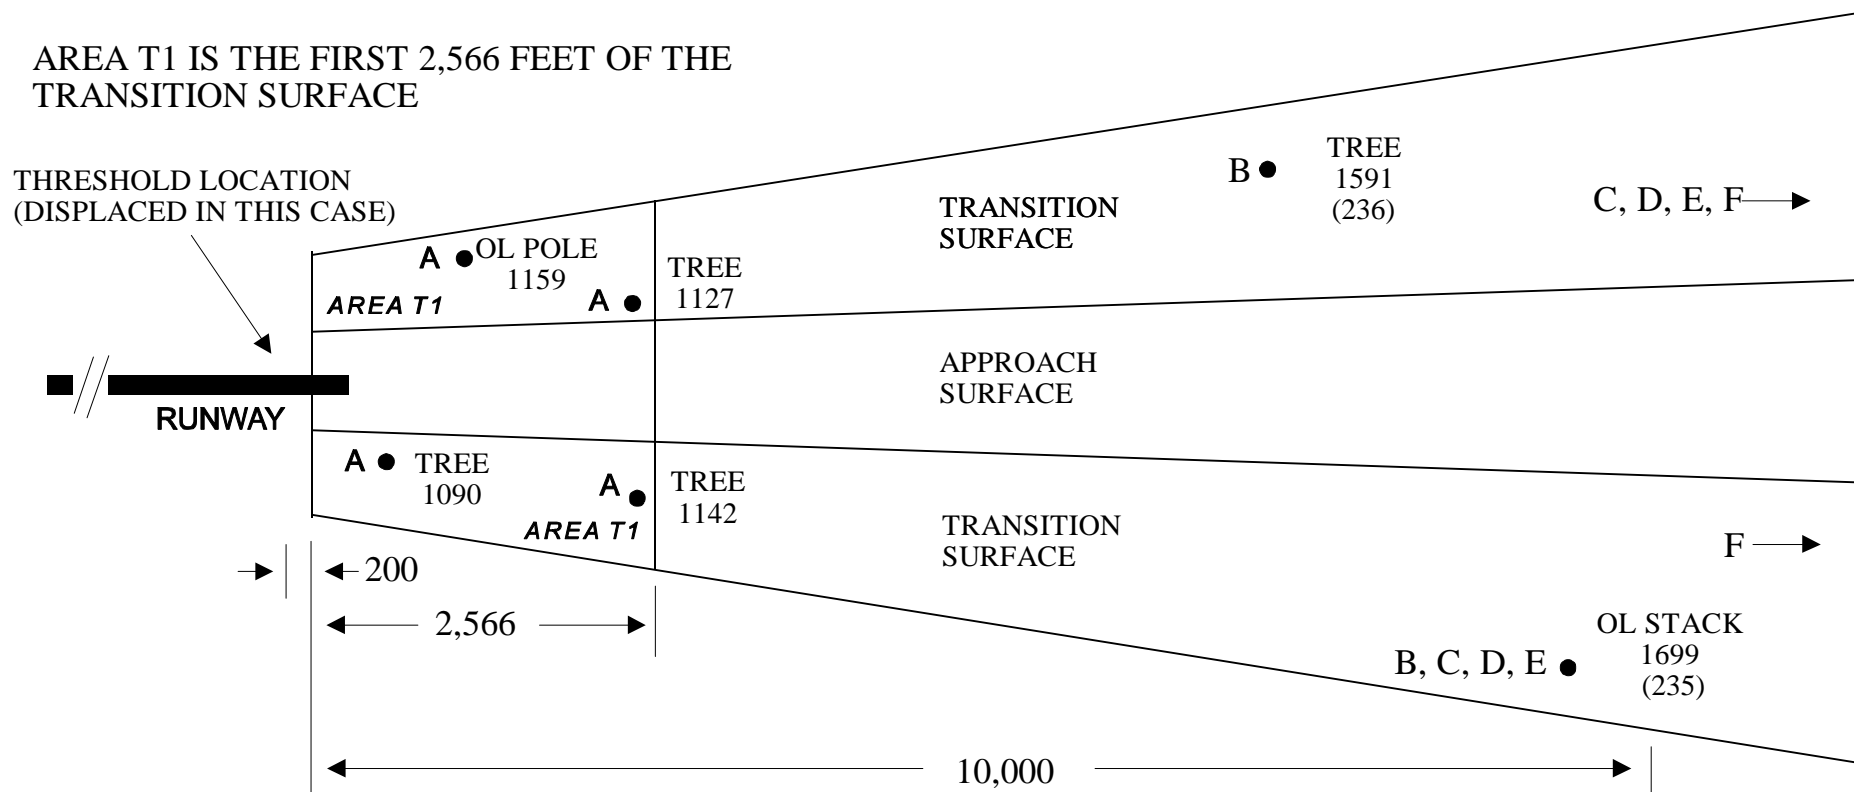 AREA T1 IS THE FIRST 2,566 FEET OF THE
TRANSITION SURFACE
THRESHOLD LOCATION
(DISPLACED IN THIS CASE)
B
TREE
1591
(236)
C, D, E, F
TRANSITION
SURFACE
A
OL POLE
1159
AREA T1
A
TREE
1127
APPROACH
SURFACE
RUNWAY
A
TREE
1090
A
TREE
1142
AREA T1
TRANSITION
SURFACE
F
200
2,566
OL STACK
1699
(235)
B, C, D, E
10,000